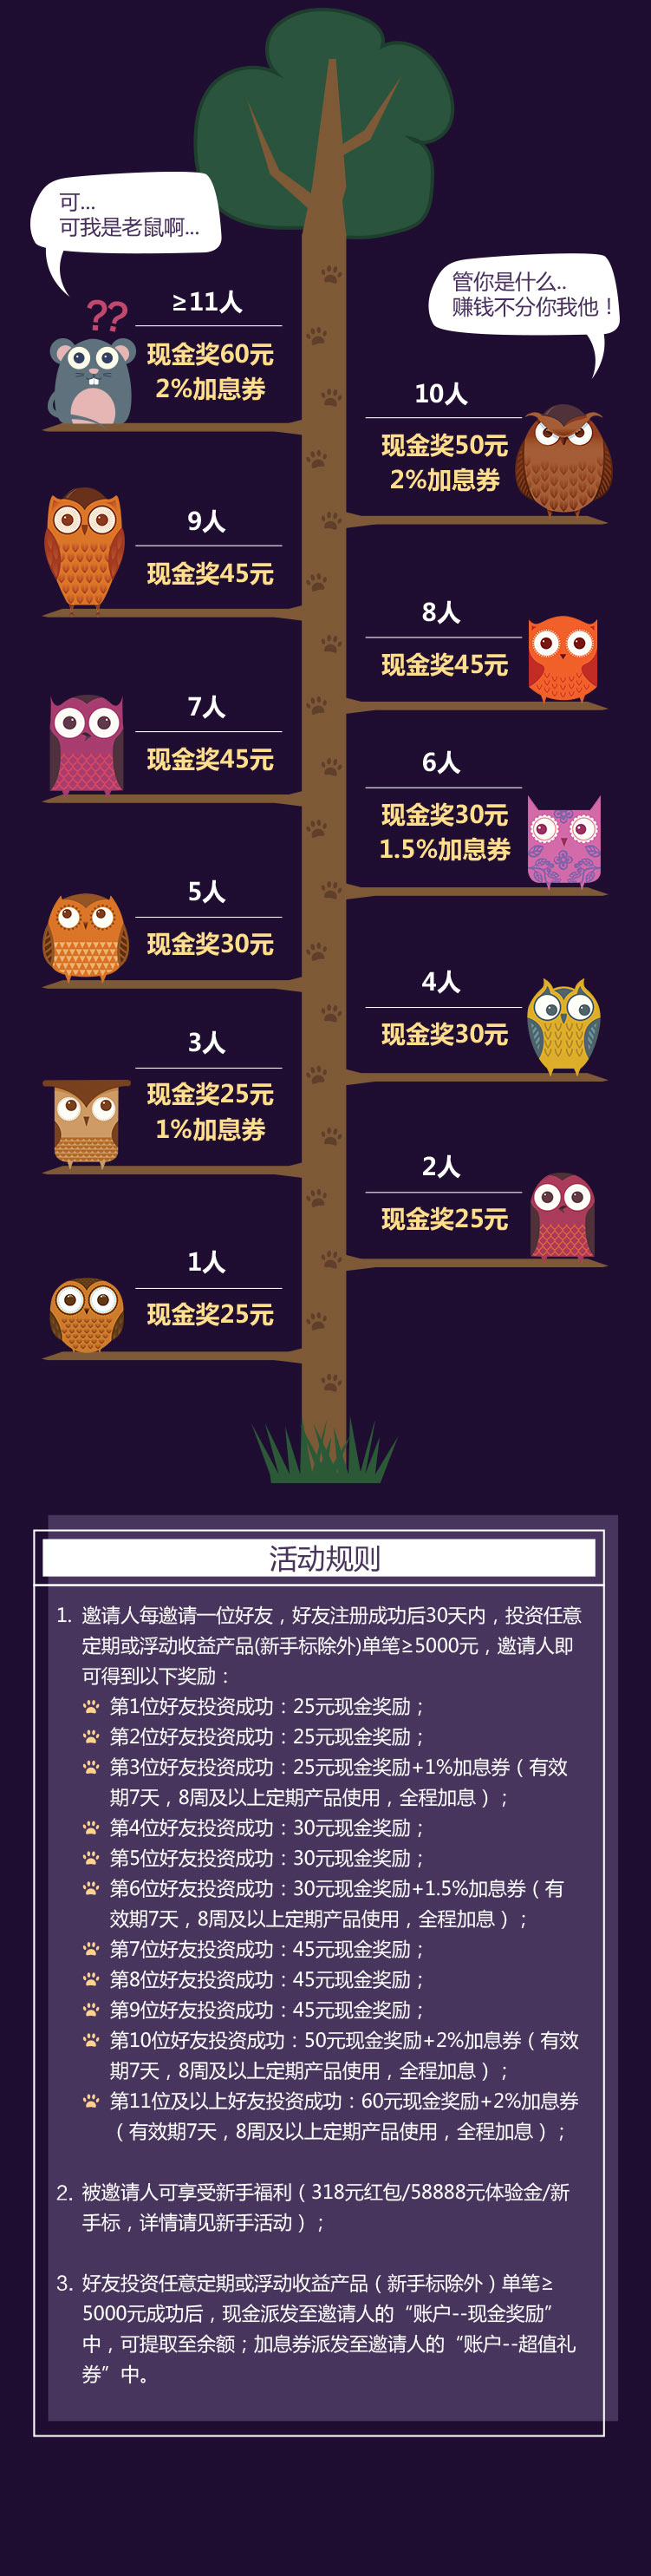 可...
可我是老鼠啊...
管你是什么..
赚钱不分你我他！
??
≥11人
现金奖60元
2%加息券
10人
现金奖50元
2%加息券
9人
现金奖45元
8人
现金奖45元
7人
现金奖45元
6人
现金奖30元
1.5%加息券
5人
现金奖30元
4人
现金奖30元
3人
现金奖25元
1%加息券
2人
现金奖25元
1人
现金奖25元
活动规则
1. 邀请人每邀请一位好友，好友注册成功后30天内，投资任意
定期或浮动收益产品(新手标除外)单笔≥5000元，邀请人即
可得到以下奖励：
第1位好友投资成功：25元现金奖励；
第2位好友投资成功：25元现金奖励；
第3位好友投资成功：25元现金奖励+1%加息券（有效
期7天，8周及以上定期产品使用，全程加息）；
第4位好友投资成功：30元现金奖励；
第5位好友投资成功：30元现金奖励；
第6位好友投资成功：30元现金奖励+1.5%加息券（有
效期7天，8周及以上定期产品使用，全程加息）；
第7位好友投资成功：45元现金奖励；
第8位好友投资成功：45元现金奖励；
第9位好友投资成功：45元现金奖励；
第10位好友投资成功：50元现金奖励+2%加息券（有效
期7天，8周及以上定期产品使用，全程加息）；
第11位及以上好友投资成功：60元现金奖励+2%加息券
（有效期7天，8周及以上定期产品使用，全程加息）；
2. 被邀请人可享受新手福利（318元红包/58888元体验金/新
手标，详情请见新手活动）；
3. 好友投资任意定期或浮动收益产品（新手标除外）单笔≥
5000元成功后，现金派发至邀请人的“账户--现金奖励”
中，可提取至余额；加息券派发至邀请人的“账户--超值礼
券”中。